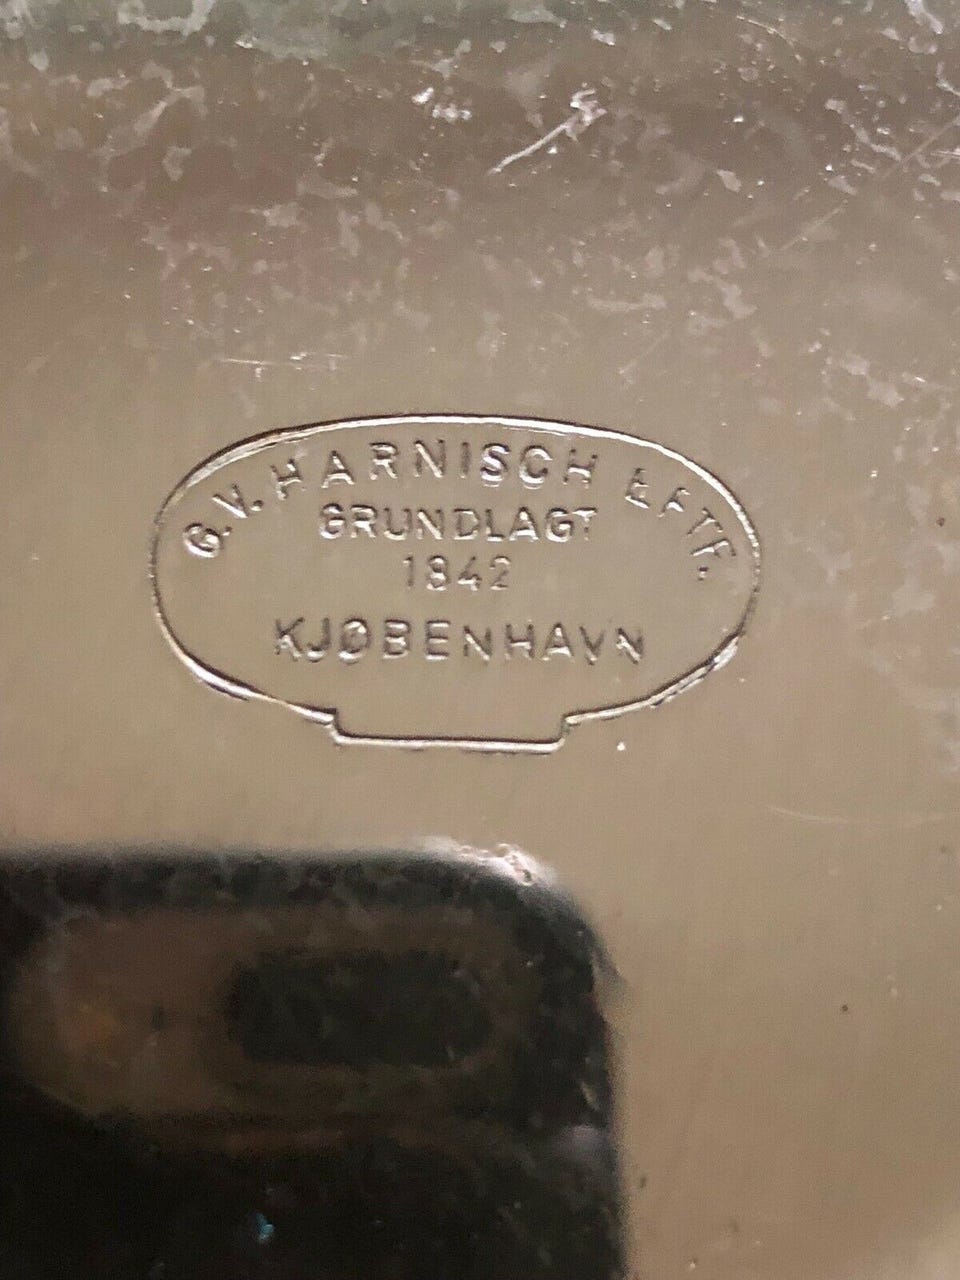 G.V. HARNISCH EFTF.
GRUNDLAGT
1842
KJØBENHAVN